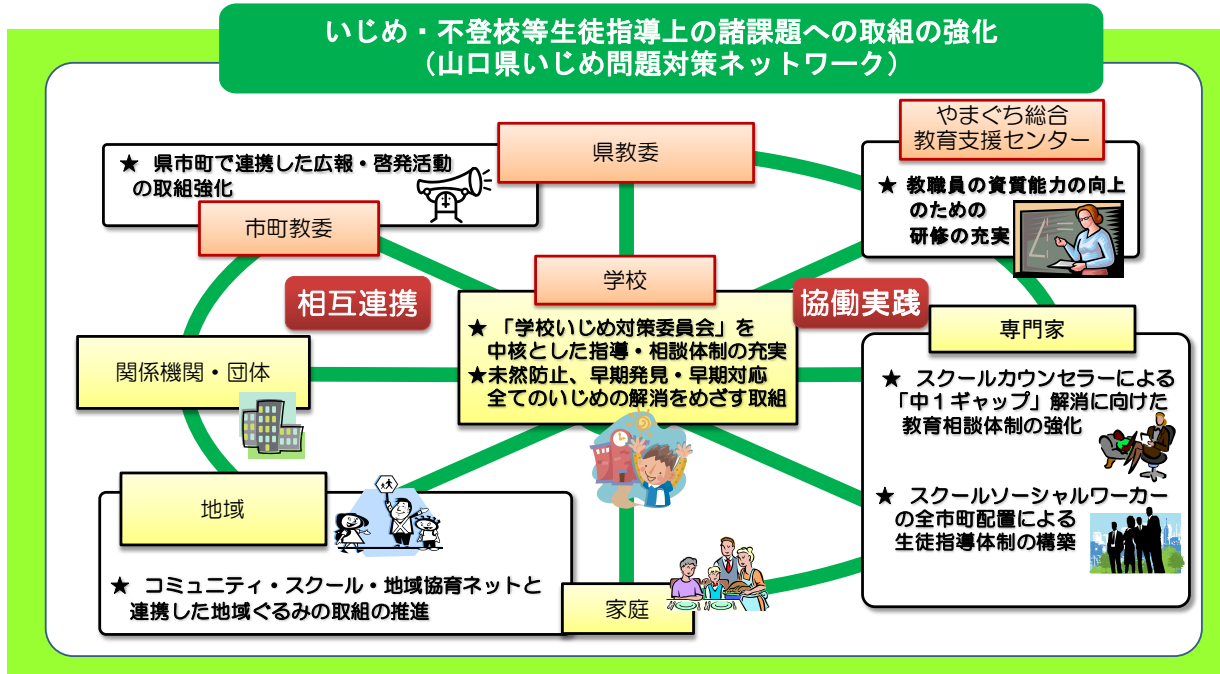 いじめ・不登校等生徒指導上の諸課題への取組の強化
(山口県いじめ問題対策ネットワーク)
県教委
やまぐち総合
教育支援センター
★ 教職員の資質能力の向上
のための
研修の充実
★ 県市町で連携した広報・啓発活動
の取組強化
市町教委
相互連携
学校
★ 「学校いじめ対策委員会」を
中核とした指導・相談体制の充実
★未然防止、早期発見・早期対応
全てのいじめの解消をめざす取組
協働実践
専門家
★ スクールカウンセラーによる
「中1ギャップ」解消に向けた
教育相談体制の強化
★ スクールソーシャルワーカー
の全市町配置による
生徒指導体制の構築
関係機関・団体
地域
★ コミュニティ・スクール・地域協育ネットと
連携した地域ぐるみの取組の推進
家庭